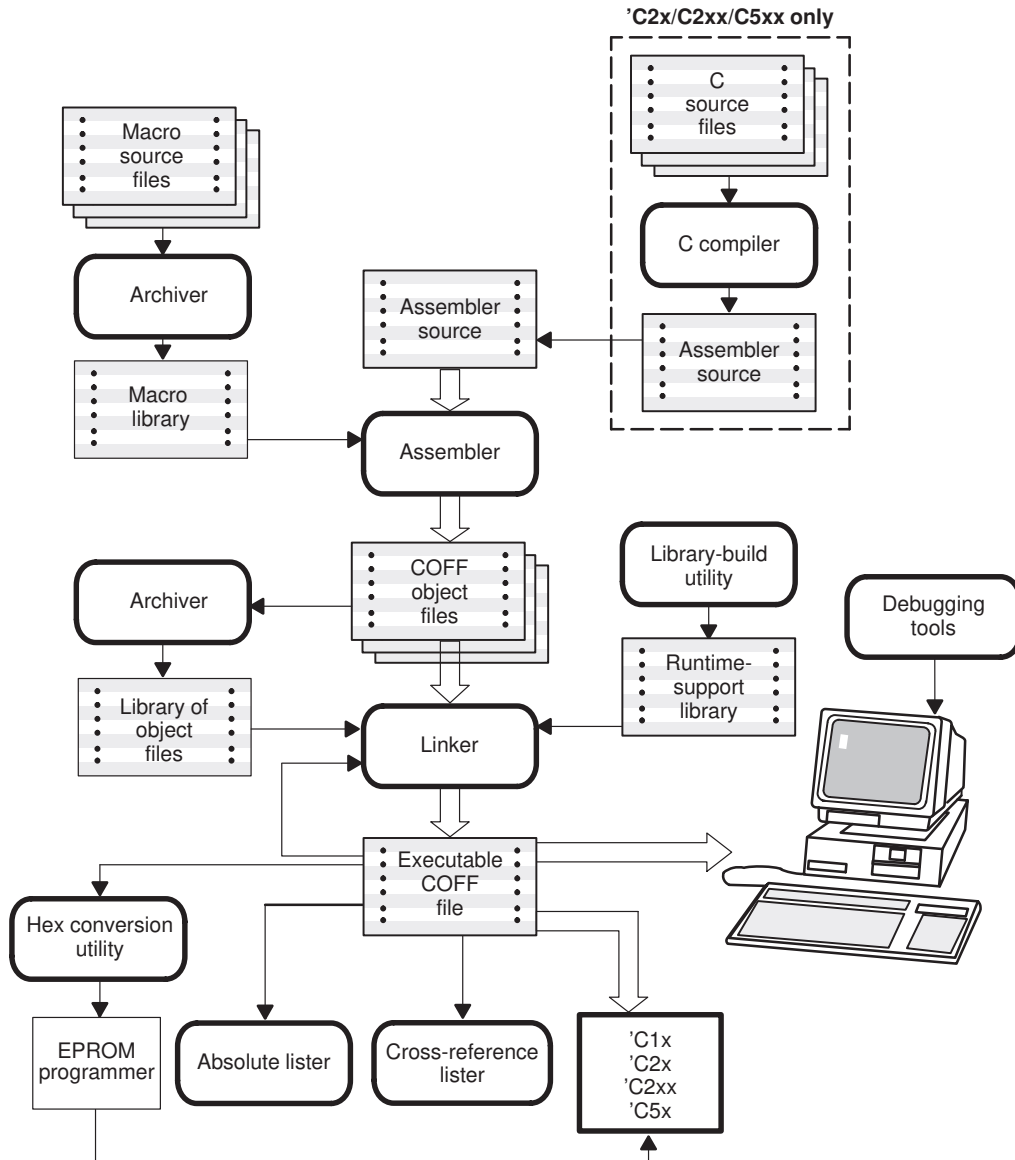 ’C2x/C2xx/C5xx only
C
source
files
Macro
source
files
C compiler
Archiver
Assembler
source
Assembler
source
Macro
library
Assembler
COFF
object
files
Library-build
utility
Archiver
Debugging
tools
Runtime-
support
library
Library of
object
files
Linker
Executable
COFF
file
Hex conversion
utility
EPROM
programmer
Absolute lister
Cross-reference
lister
’C1x
’C2x
’C2xx
’C5x